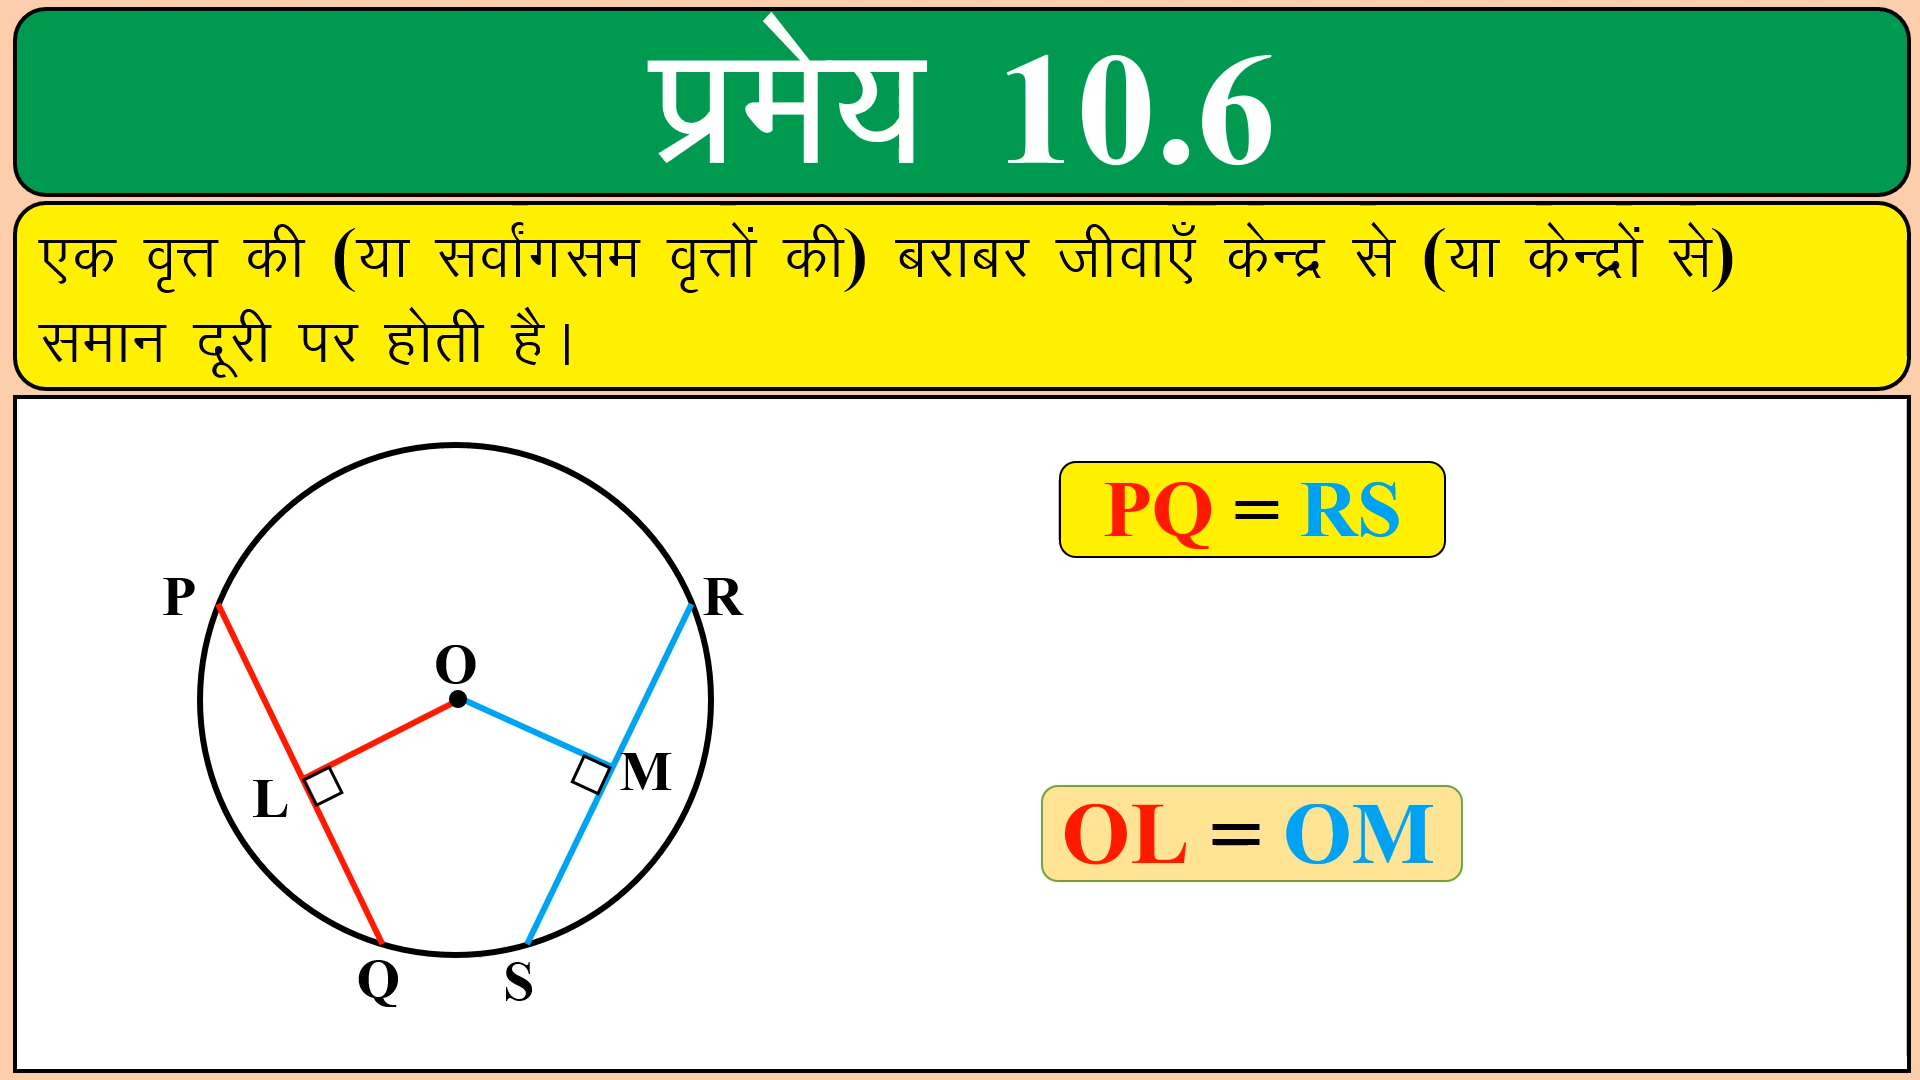 प्रमेय 10.6
एक वृत्त की (या सर्वांगसम वृत्तों की) बराबर जीवाएँ केन्द्र से (या केन्द्रों से)
समान दूरी पर होती है।
PQ = RS
P
R
O
L
M
OL = OM
Q
S